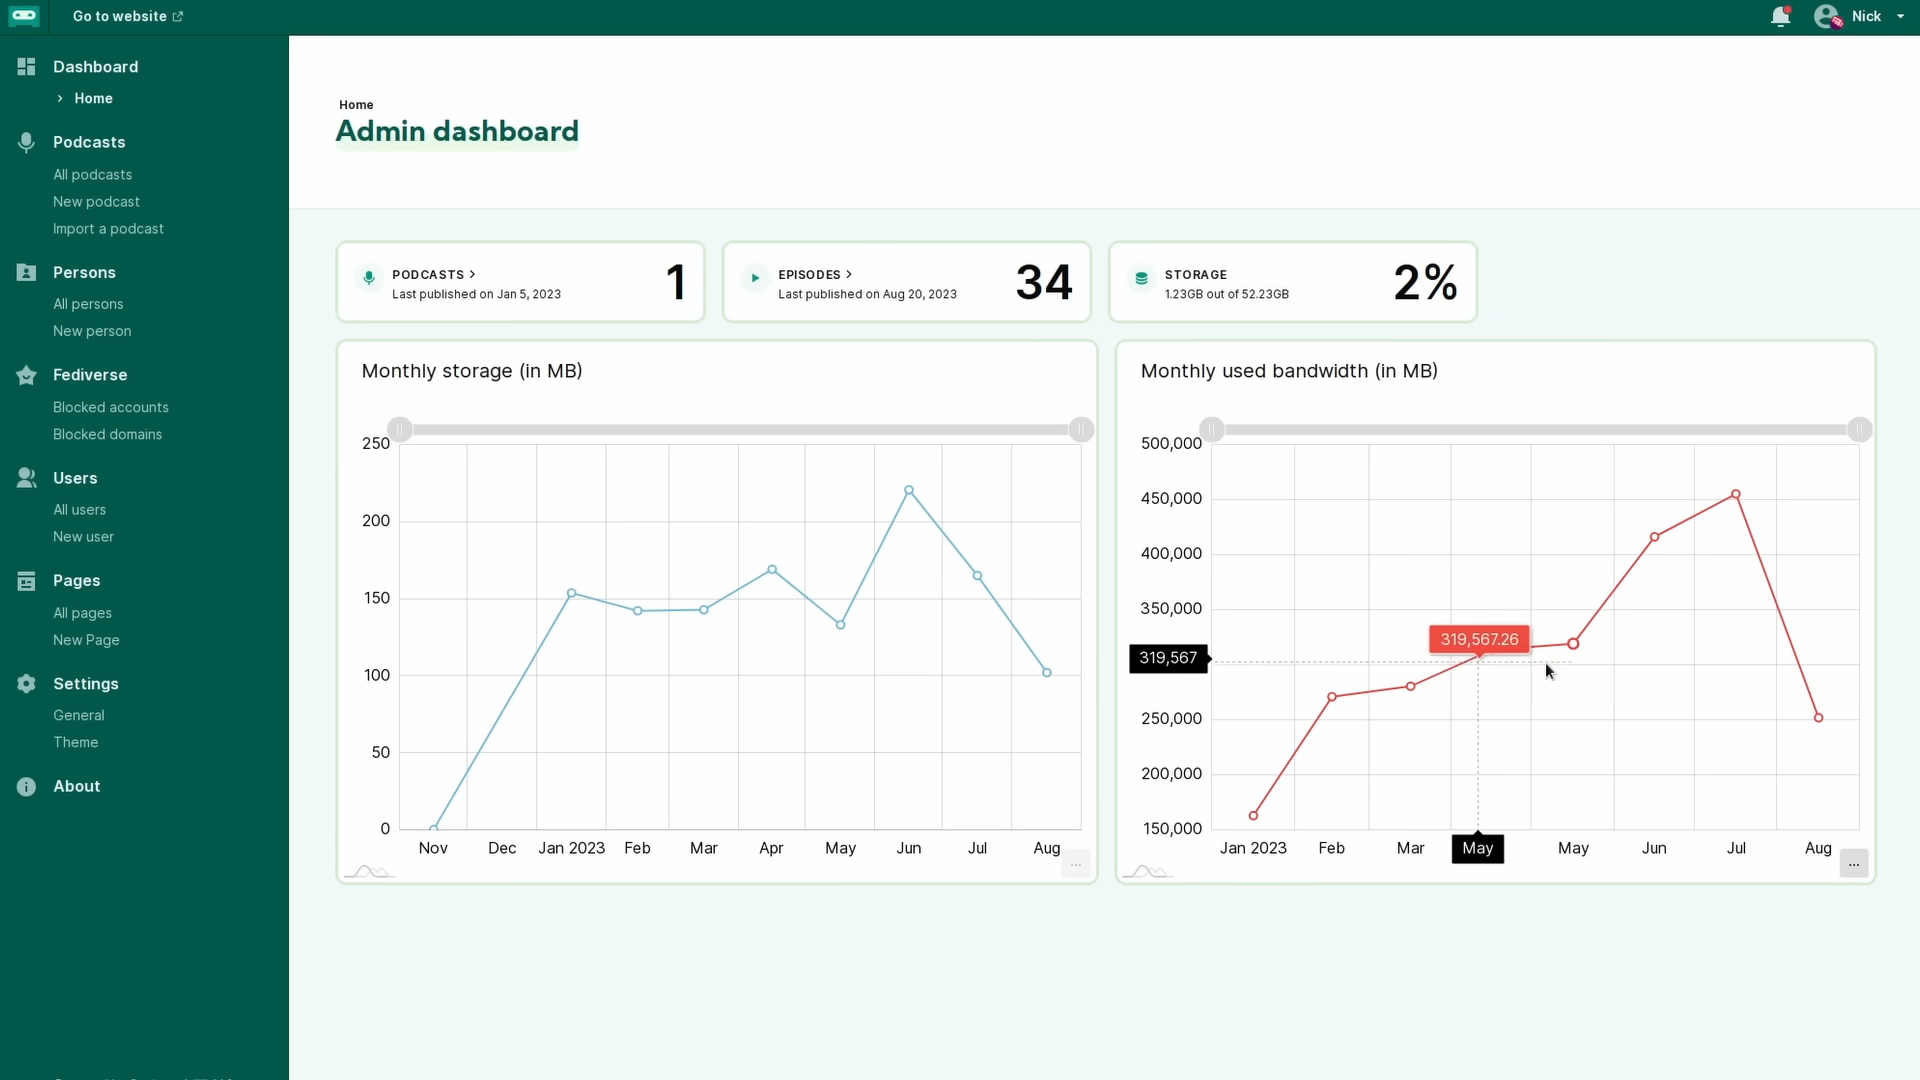 Go to website
Nick
Dashboard
Home
Podcasts
All podcasts
New podcast
Import a podcast
Persons
All persons
New person
Fediverse
Blocked accounts
Blocked domains
Users
All users
New user
Pages
All pages
New Page
Settings
General
Theme
About
Home
Admin dashboard
PODCASTS
Last published on Jan 5, 2023
1
EPISODES
Last published on Aug 20, 2023
34
STORAGE
1.23GB out of 52.23GB
2%
Monthly storage (in MB)
250
200
150
100
50
0
Nov Dec Jan 2023 Feb Mar Apr May Jun Jul Aug
...
Monthly used bandwidth (in MB)
500,000
450,000
400,000
350,000
319,567.26
319,567
250,000
200,000
150,000
Jan 2023 Feb Mar May May Jun Jul Aug
...